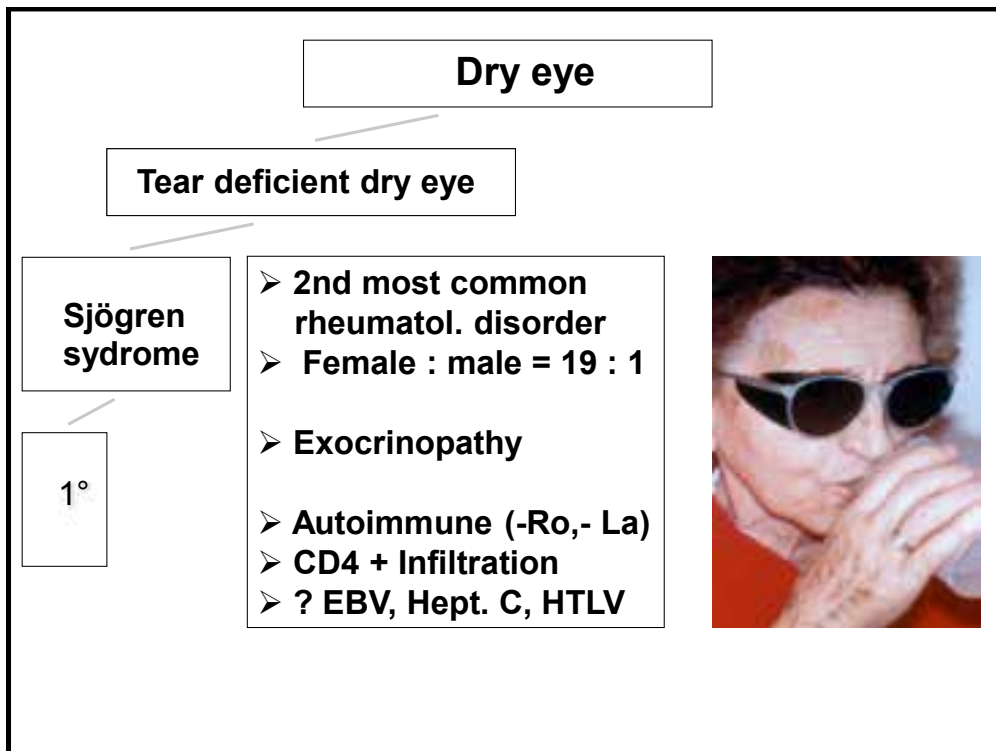 Dry eye
Tear deficient dry eye
Sjögren
sydrome
1°
➢ 2nd most common
rheumatol. disorder
➢ Female : male = 19 : 1
➢ Exocrinopathy
➢ Autoimmune (-Ro,- La)
➢ CD4 + Infiltration
➢ ? EBV, Hept. C, HTLV